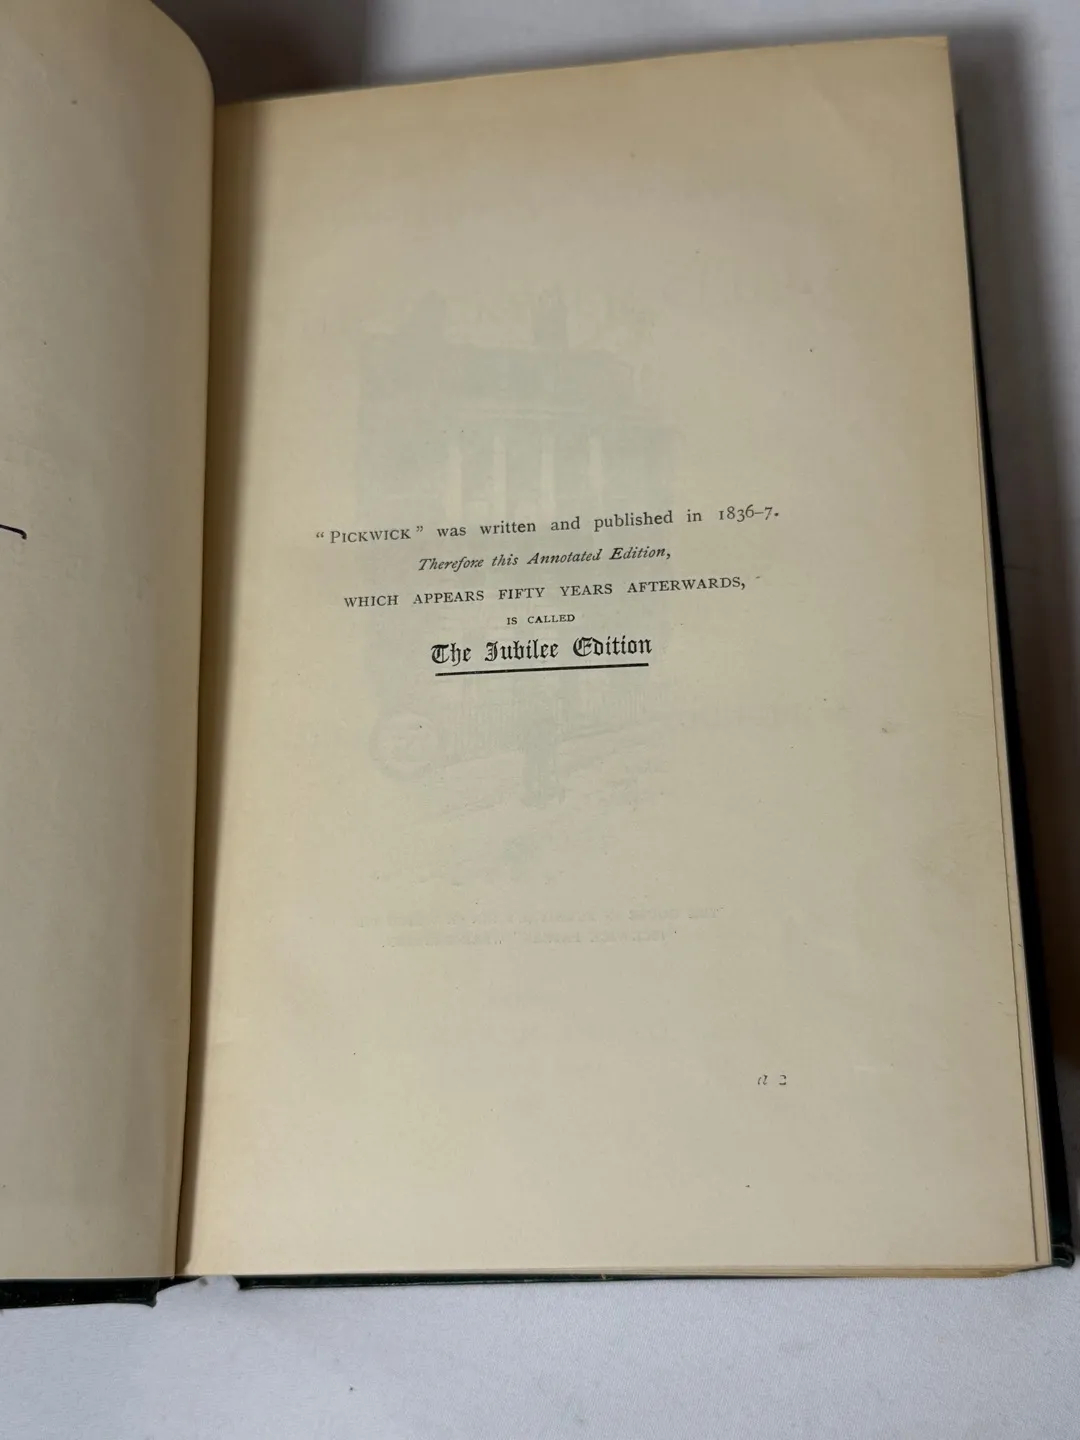 “PICKWICK” was written and published in 1836–7.
Therefore this Annotated Edition,
WHICH APPEARS FIFTY YEARS AFTERWARDS,
IS CALLED
The Jubilee Edition
a 2